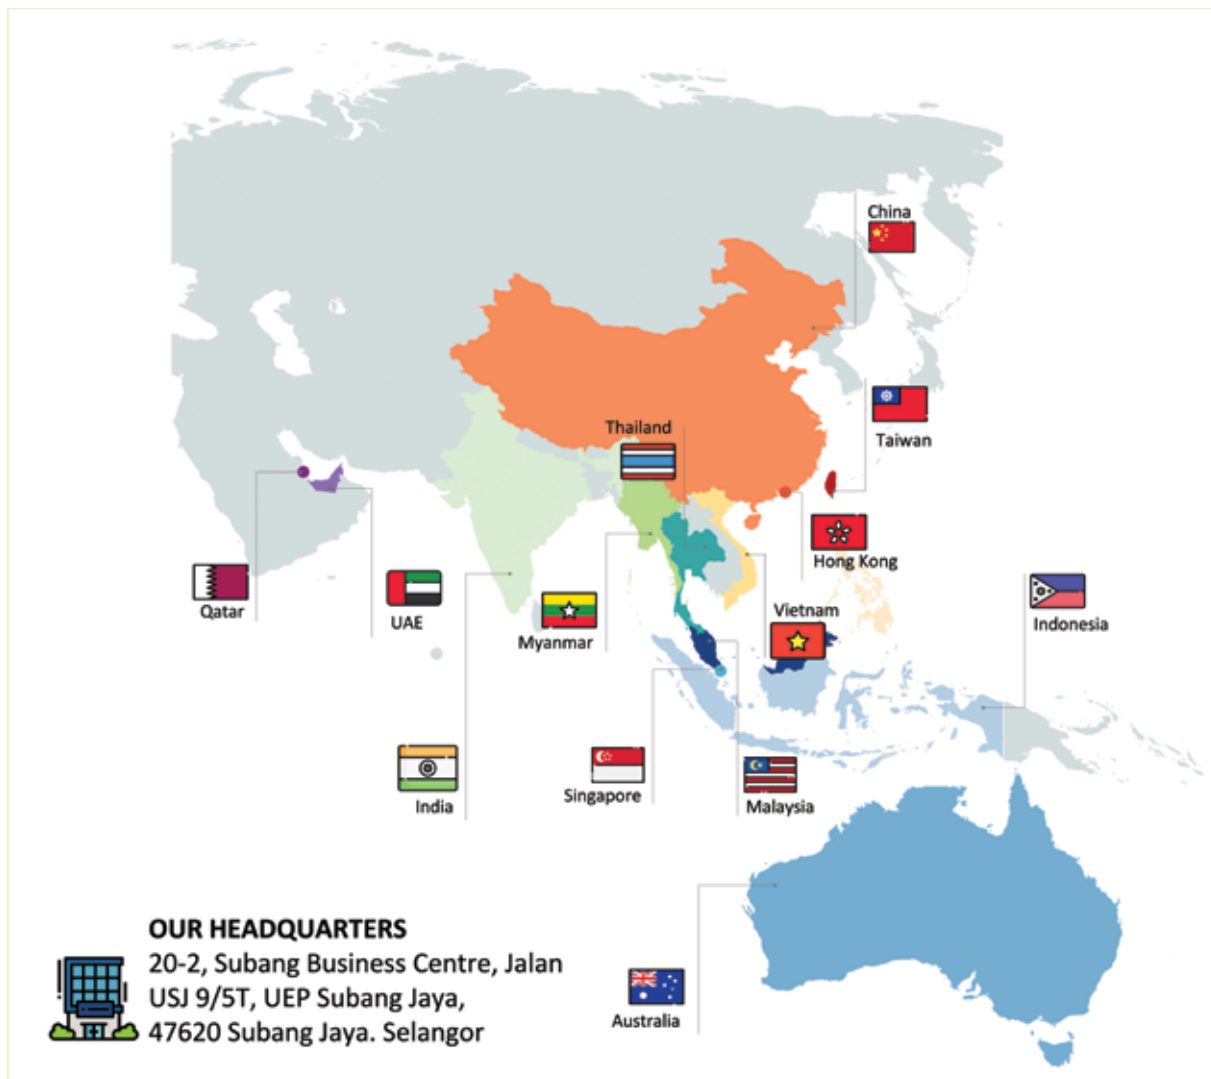 China
Taiwan
Thailand
Hong Kong
Qatar
UAE
Myanmar
Vietnam
Indonesia
India
Singapore
Malaysia
Australia
OUR HEADQUARTERS
20-2, Subang Business Centre, Jalan
USJ 9/5T, UEP Subang Jaya,
47620 Subang Jaya. Selangor